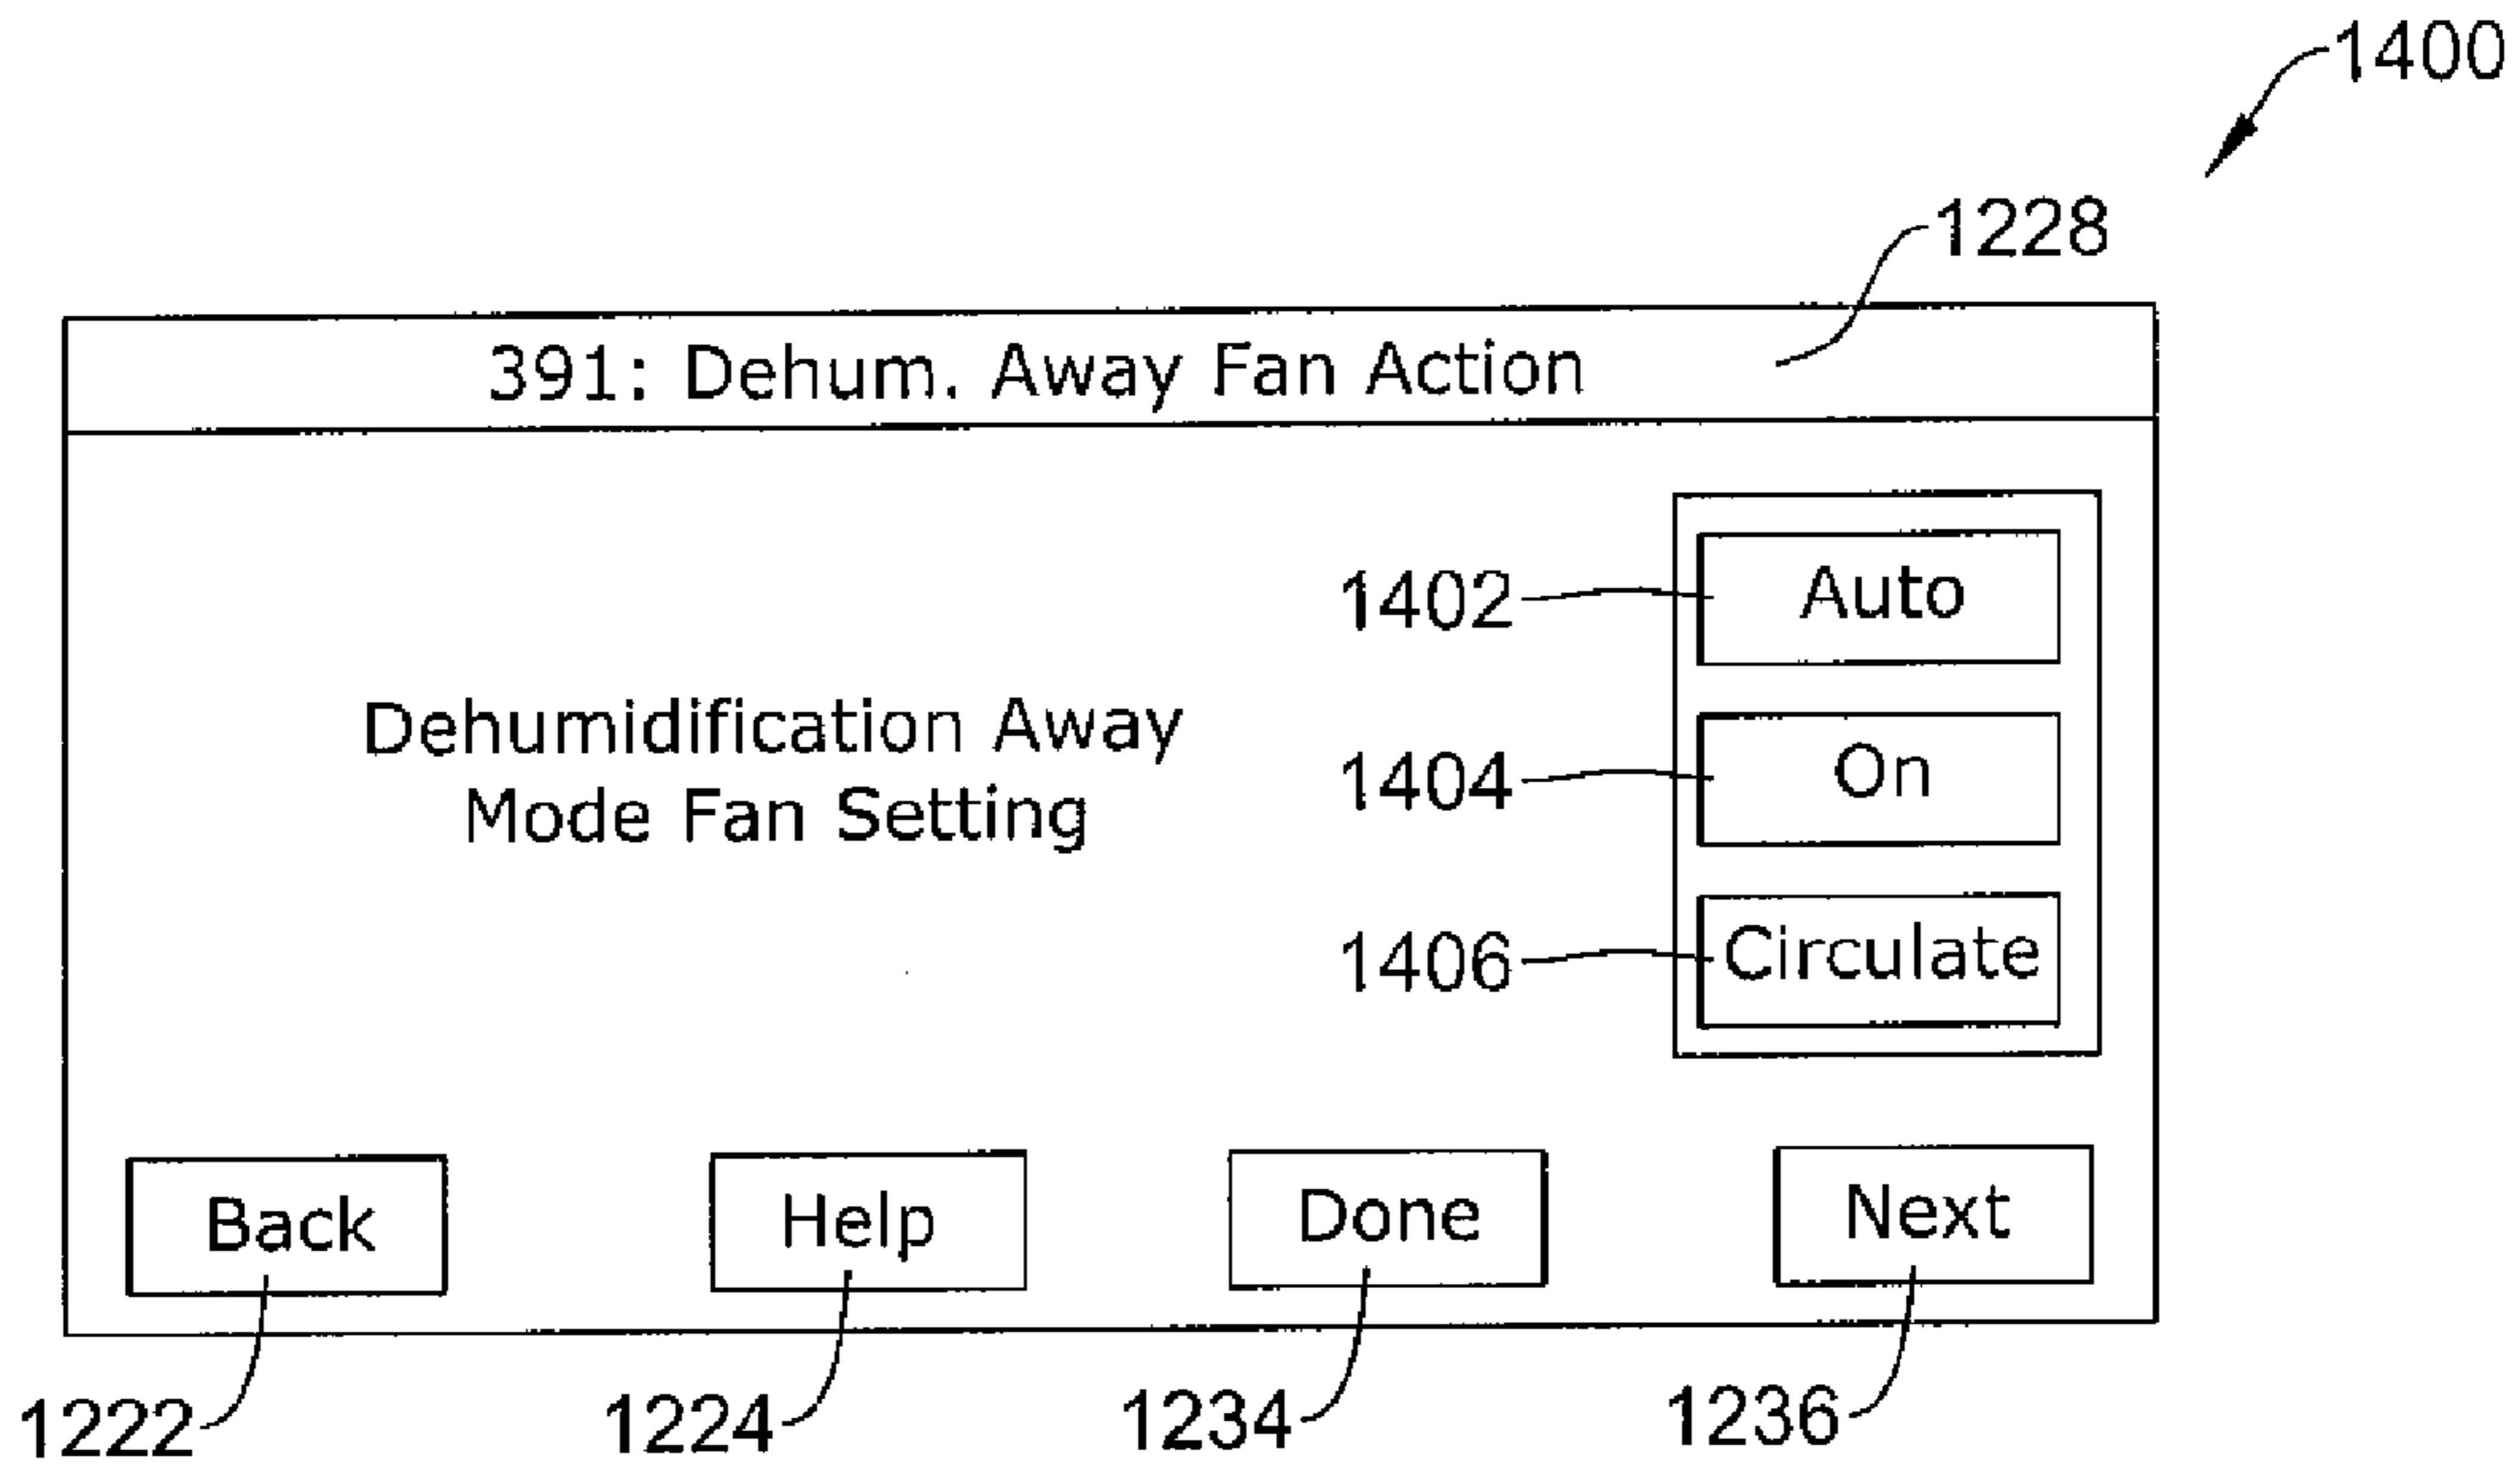 1400
1228
391: Dehum. Away Fan Action
1402 Auto
Dehumidification Away
Mode Fan Setting
1404 On
1406 Circulate
Back Help Done Next
1222 1224 1234 1236